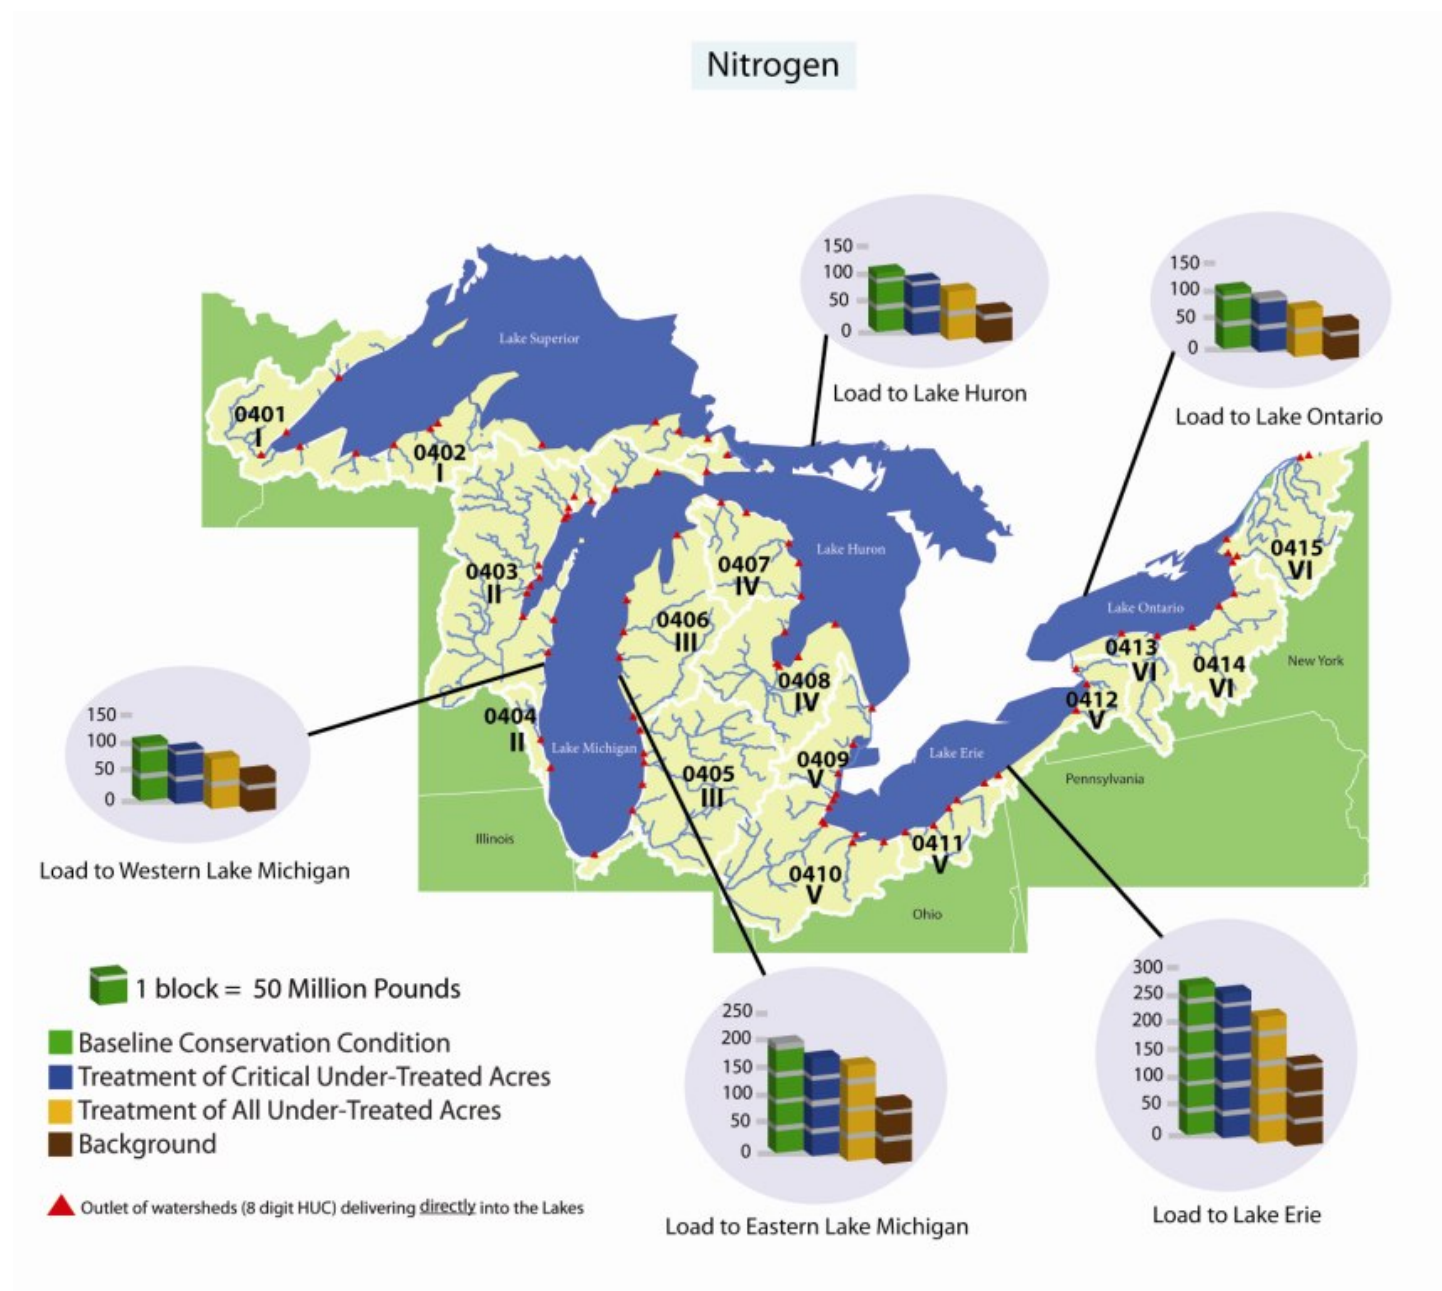 Nitrogen
150
100
50
0
Load to Lake Huron
150
100
50
0
Load to Lake Ontario
Lake Superior
0401
I
0402
I
0403
II
0404
II
0405
III
0406
III
0407
IV
0408
IV
0409
V
0410
V
0411
V
0412
V
0413
VI
0414
VI
0415
VI
Lake Huron
Lake Ontario
Lake Michigan
Lake Erie
New York
Pennsylvania
Illinois
Ohio
150
100
50
0
Load to Western Lake Michigan
250
200
150
100
50
0
Load to Eastern Lake Michigan
300
250
200
150
100
50
0
Load to Lake Erie
1 block = 50 Million Pounds
Baseline Conservation Condition
Treatment of Critical Under-Treated Acres
Treatment of All Under-Treated Acres
Background
Outlet of watersheds (8 digit HUC) delivering directly into the Lakes